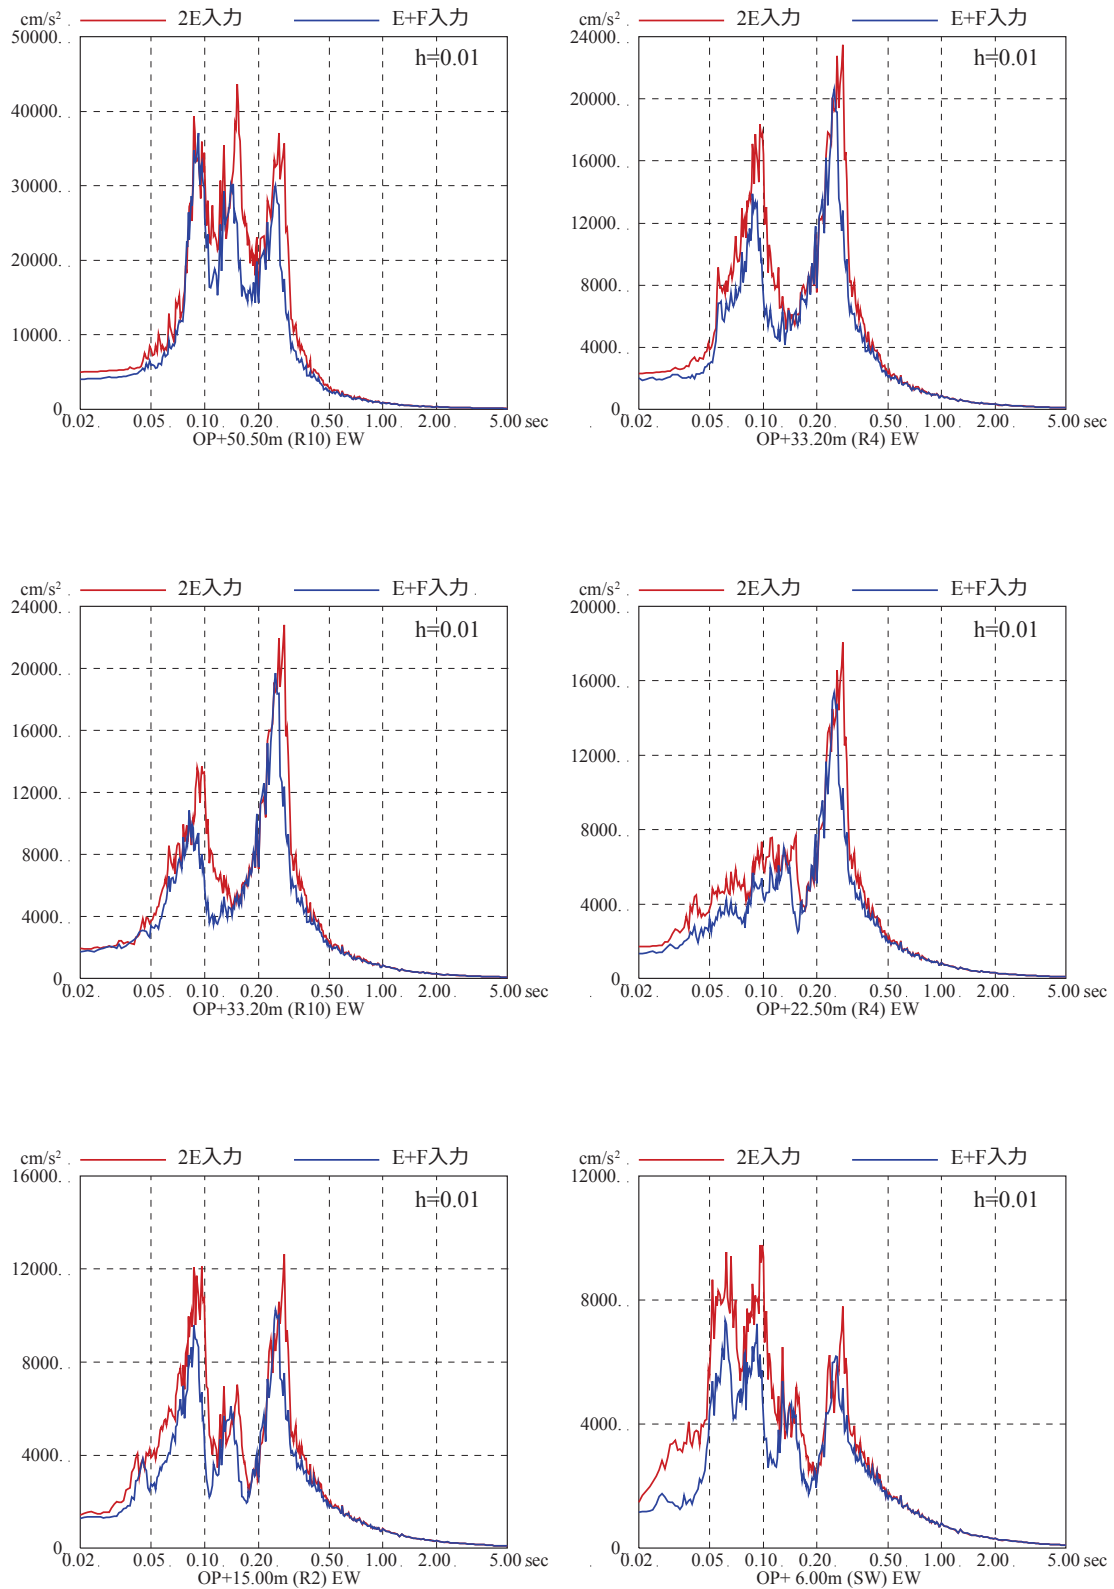 cm/s² 2E入力 E+F入力
50000.
h=0.01
40000.
30000.
20000.
10000.
0.
0.02 0.05 0.10 0.20 0.50 1.00 2.00 5.00 sec
OP+50.50m (R10) EW
cm/s² 2E入力 E+F入力
24000.
h=0.01
20000.
16000.
12000.
8000.
4000.
0.
0.02 0.05 0.10 0.20 0.50 1.00 2.00 5.00 sec
OP+33.20m (R4) EW
cm/s² 2E入力 E+F入力
24000.
h=0.01
20000.
16000.
12000.
8000.
4000.
0.
0.02 0.05 0.10 0.20 0.50 1.00 2.00 5.00 sec
OP+33.20m (R10) EW
cm/s² 2E入力 E+F入力
20000.
h=0.01
16000.
12000.
8000.
4000.
0.
0.02 0.05 0.10 0.20 0.50 1.00 2.00 5.00 sec
OP+22.50m (R4) EW
cm/s² 2E入力 E+F入力
16000.
h=0.01
12000.
8000.
4000.
0.
0.02 0.05 0.10 0.20 0.50 1.00 2.00 5.00 sec
OP+15.00m (R2) EW
cm/s² 2E入力 E+F入力
12000.
h=0.01
8000.
4000.
0.
0.02 0.05 0.10 0.20 0.50 1.00 2.00 5.00 sec
OP+ 6.00m (SW) EW